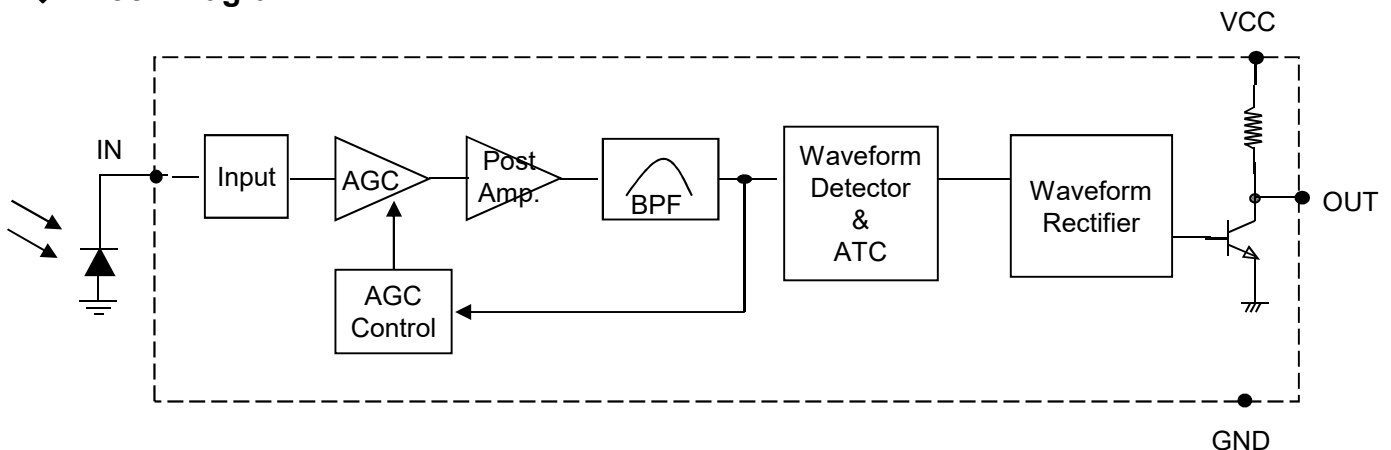 VCC
IN
Input
AGC
Post
Amp.
BPF
Waveform
Detector
&
ATC
Waveform
Rectifier
OUT
AGC
Control
GND